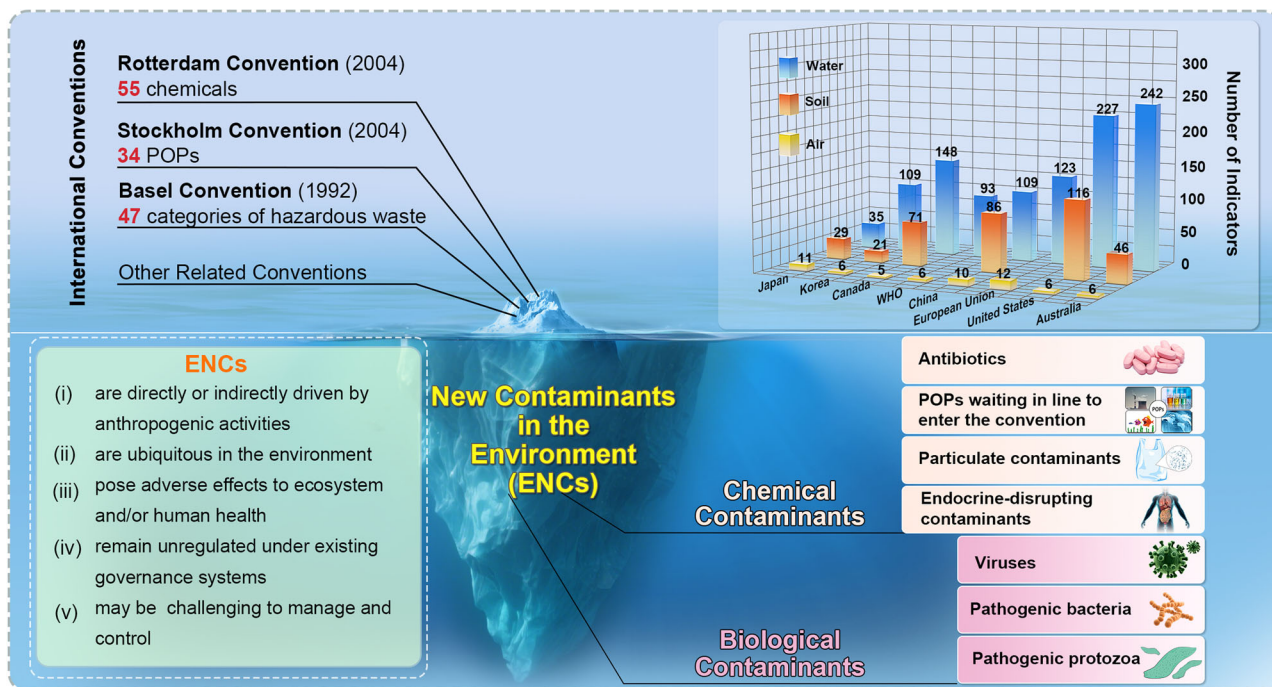 International Conventions
Rotterdam Convention (2004)
55 chemicals
Stockholm Convention (2004)
34 POPs
Basel Convention (1992)
47 categories of hazardous waste
Other Related Conventions
Water
Soil
Air
Number of Indicators
300
250
200
150
100
50
0
242
227
123
109
93
148
109
35
116
46
86
71
21
29
11
6
5
6
10
12
6
6
Japan
Korea
Canada
WHO
China
European Union
United States
Australia
ENCs
(i) are directly or indirectly driven by
anthropogenic activities
(ii) are ubiquitous in the environment
(iii) pose adverse effects to ecosystem
and/or human health
(iv) remain unregulated under existing
governance systems
(v) may be challenging to manage and
control
New Contaminants
in the
Environment
(ENCs)
Chemical
Contaminants
Antibiotics
POPs waiting in line to
enter the convention
POPs
Particulate contaminants
Endocrine-disrupting
contaminants
Biological
Contaminants
Viruses
Pathogenic bacteria
Pathogenic protozoa